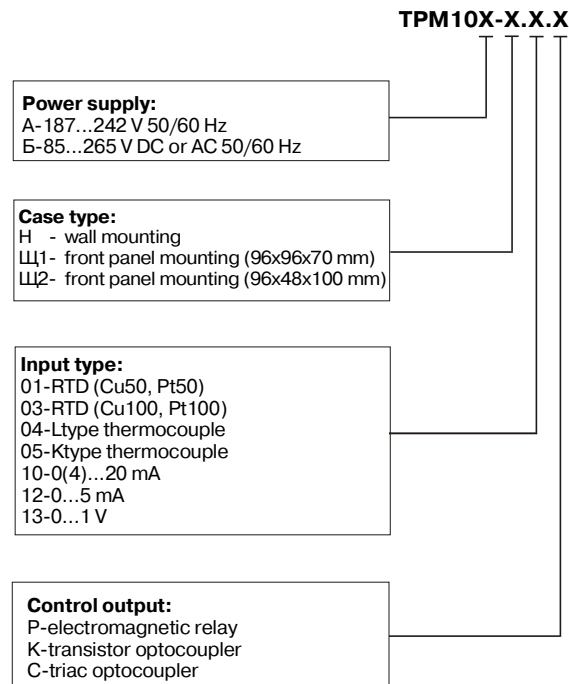 TPM10X-X.X.X
Power supply:
А-187...242 V 50/60 Hz
Б-85...265 V DC or AC 50/60 Hz
Case type:
Н - wall mounting
Щ1- front panel mounting (96x96x70 mm)
Щ2- front panel mounting (96x48x100 mm)
Input type:
01-RTD (Cu50, Pt50)
03-RTD (Cu100, Pt100)
04-Ltype thermocouple
05-Ktype thermocouple
10-0(4)...20 mA
12-0...5 mA
13-0...1 V
Control output:
Р-electromagnetic relay
К-transistor optocoupler
С-triac optocoupler